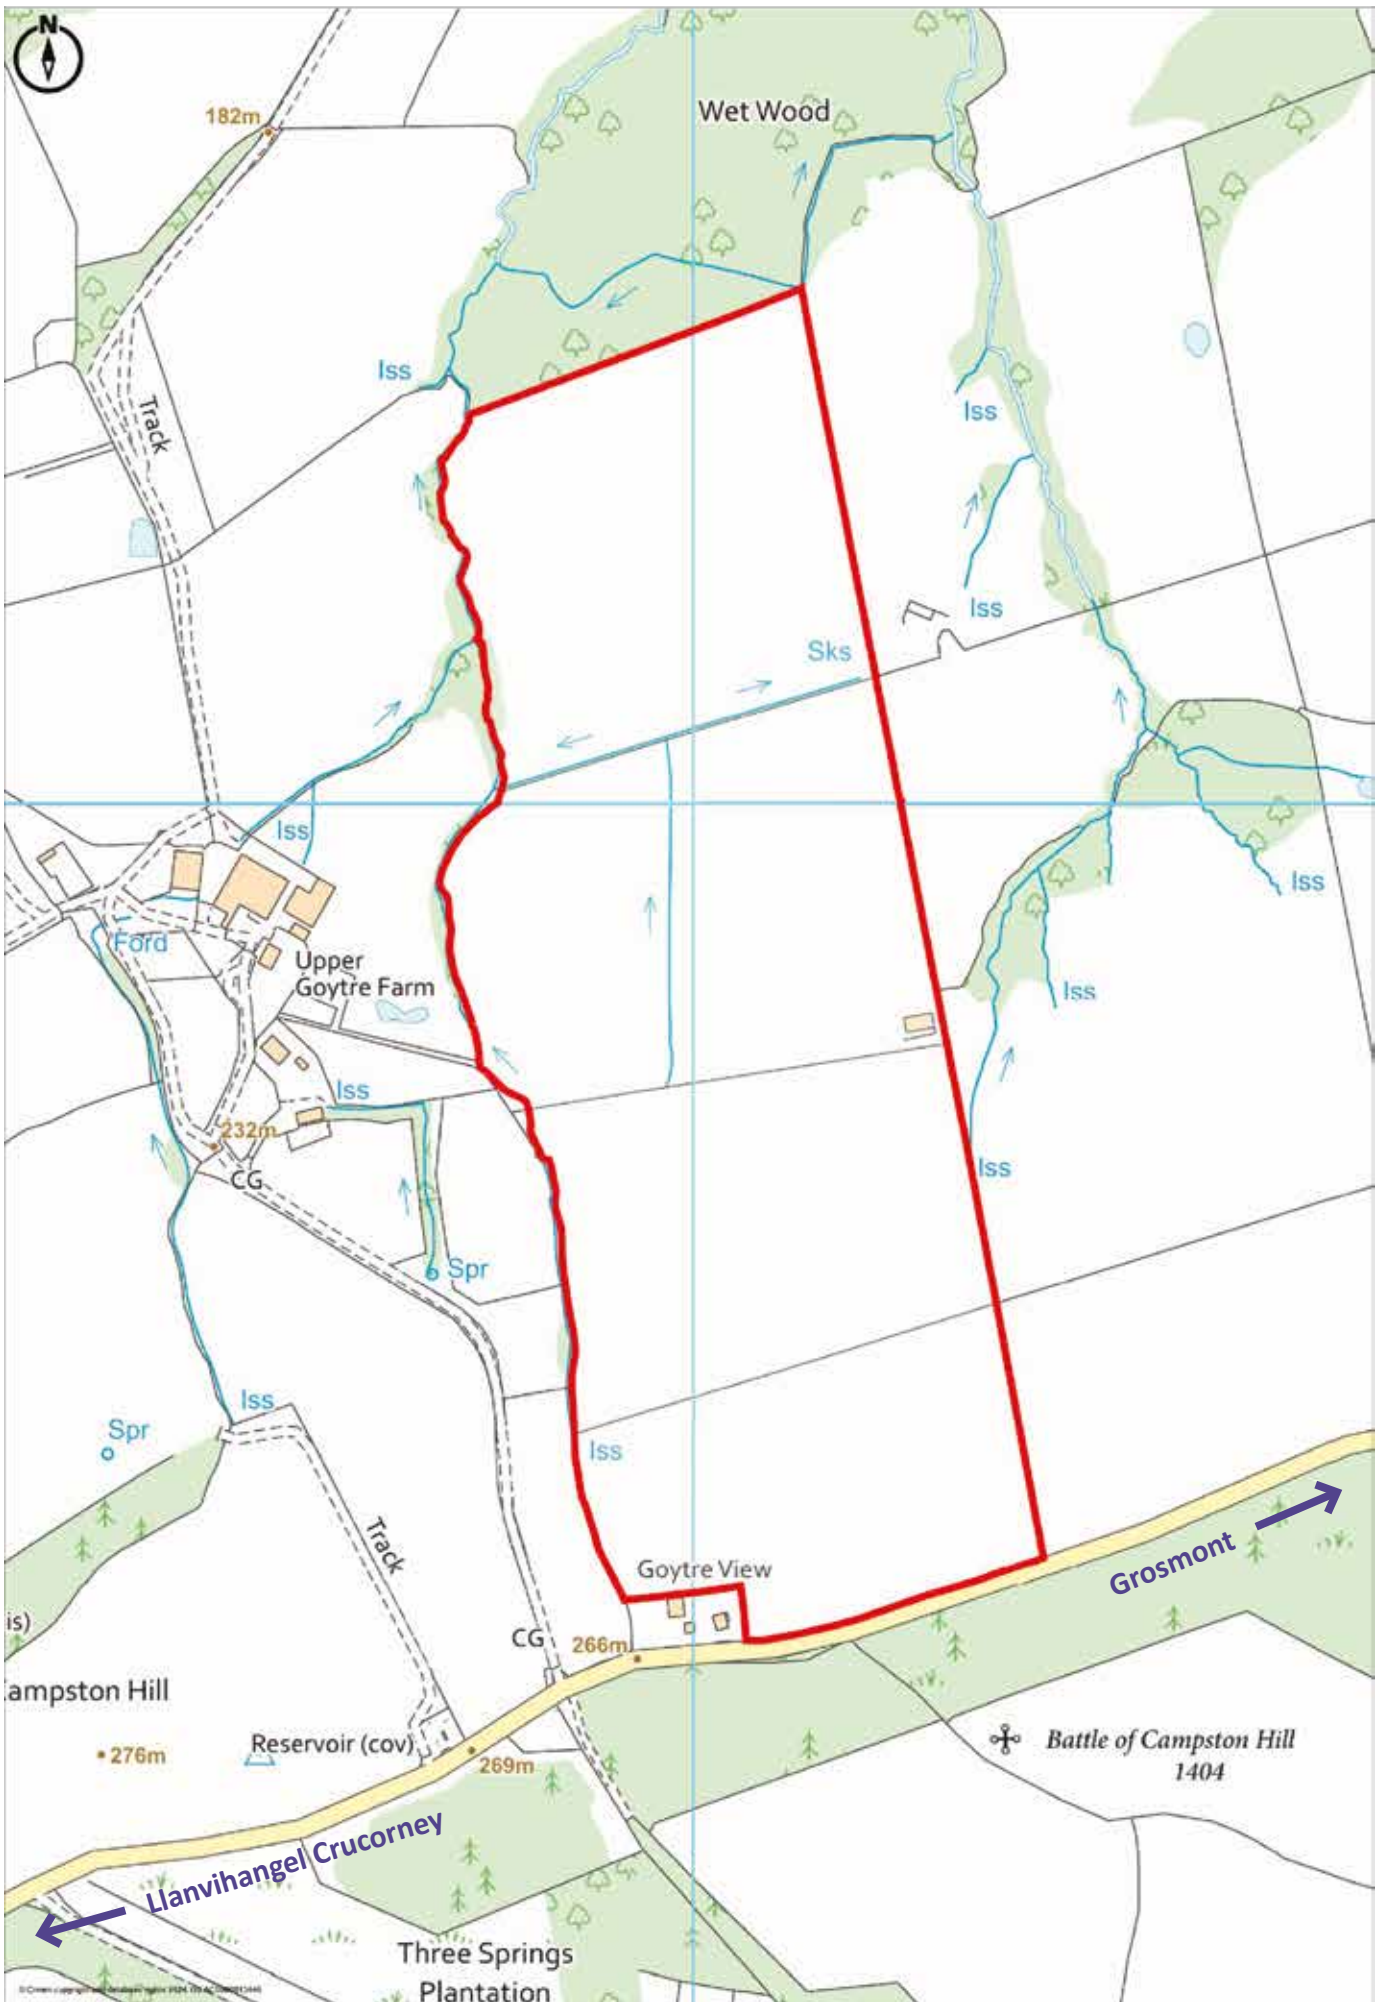 N
182m
Wet Wood
Iss
Track
Iss
Iss
Sks
Iss
Iss
Ford
Upper
Goytre Farm
Iss
Iss
232m
CG
Iss
Spr
Iss
Spr
Iss
Track
Grosmont
Goytre View
is)
CG
266m
ampston Hill
276m
Reservoir (cov)
269m
Battle of Campston Hill
1404
Llanvihangel Crucorney
Three Springs
Plantation